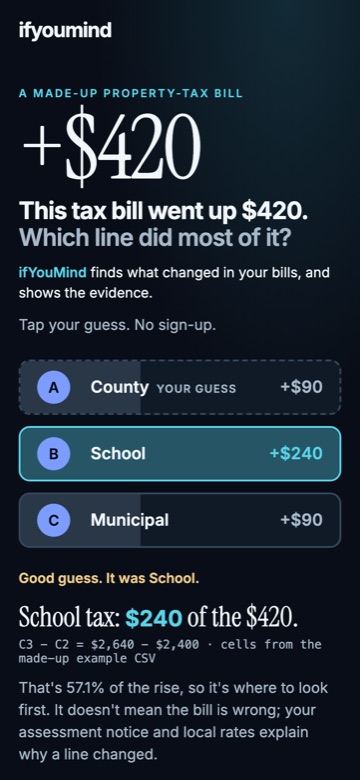 ifyoumind
A MADE-UP PROPERTY-TAX BILL
+$420
This tax bill went up $420.
Which line did most of it?
ifYouMind finds what changed in your bills, and
shows the evidence.
Tap your guess. No sign-up.
A County YOUR GUESS +$90
B School +$240
C Municipal +$90
Good guess. It was School.
School tax: $240 of the $420.
C3 − C2 = $2,640 − $2,400 · cells from the
made-up example CSV
That's 57.1% of the rise, so it's where to look
first. It doesn't mean the bill is wrong; your
assessment notice and local rates explain
why a line changed.